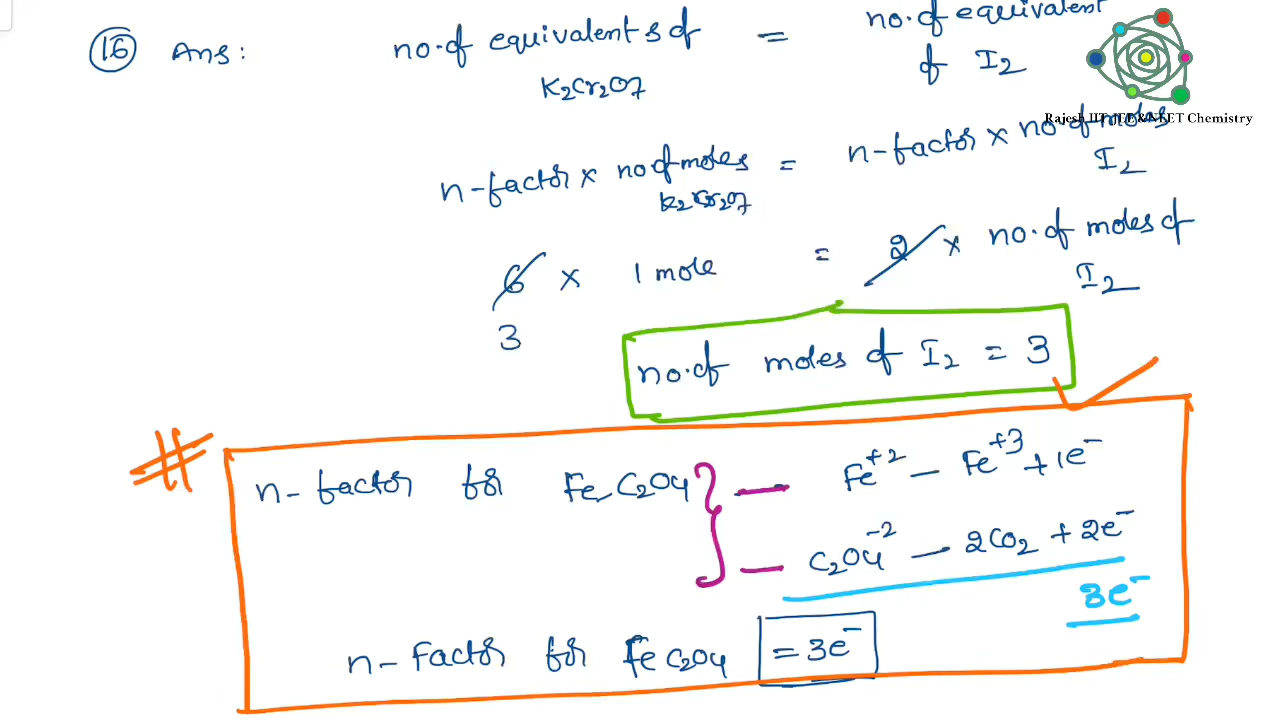 16 Ans: no. of equivalents of K2Cr2O7 = no. of equivalent of I2
Rajesh IIT JEE & NEET Chemistry
n-factor × no of moles K2Cr2O7 = n-factor × no. of moles I2
6 × 1 mole = 2 × no. of moles of I2
3
no. of moles of I2 = 3
# n-factor for FeC2O4 } — Fe+2 — Fe+3 + 1e-
— C2O4-2 — 2CO2 + 2e-
3e-
n-Factor for FeC2O4 = 3e-